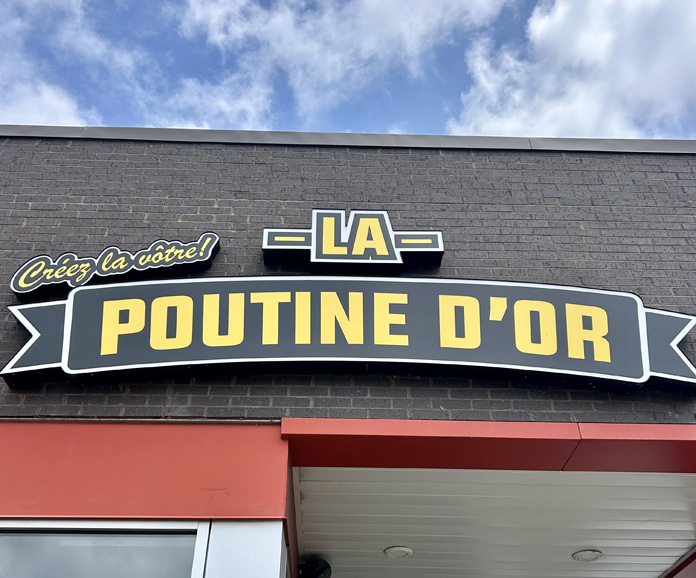 Créez la vôtre!
LA
POUTINE D'OR